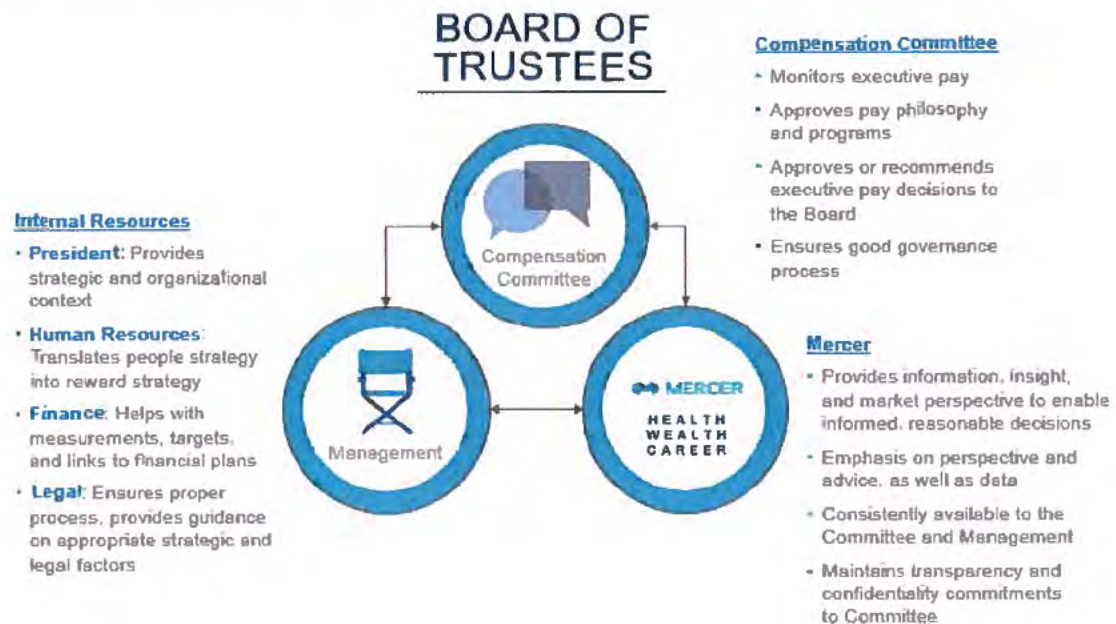 BOARD OF
TRUSTEES
Compensation Committee
• Monitors executive pay
• Approves pay philosophy
and programs
• Approves or recommends
executive pay decisions to
the Board
• Ensures good governance
process
Compensation
Committee
Internal Resources
• President: Provides
strategic and organizational
context
• Human Resources:
Translates people strategy
into reward strategy
• Finance: Helps with
measurements, targets,
and links to financial plans
• Legal: Ensures proper
process, provides guidance
on appropriate strategic and
legal factors
Management
MERCER
HEALTH
WEALTH
CAREER
Mercer
• Provides information, insight,
and market perspective to enable
informed, reasonable decisions
• Emphasis on perspective and
advice, as well as data
• Consistently available to the
Committee and Management
• Maintains transparency and
confidentiality commitments
to Committee